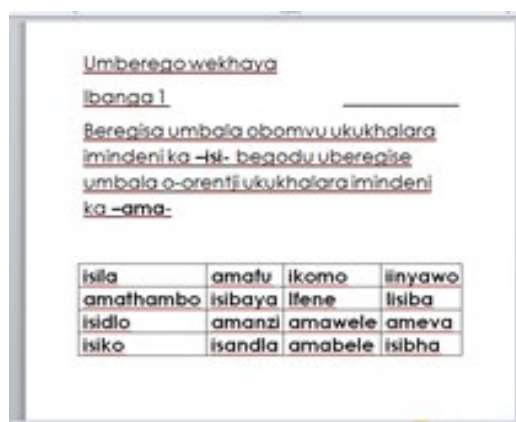 Umberego wekhaya
Ibanga 1
Beregisa umbala obomvu ukukhalara
imindeni ka –isi- begodu uberegise
umbala o-orentji ukukhalara imindeni
ka –ama-
isila amafu ikomo iinyawo
amathambo isibaya Ifene Iisiba
isidlo amanzi amawele ameva
isiko isandla amabele isibha